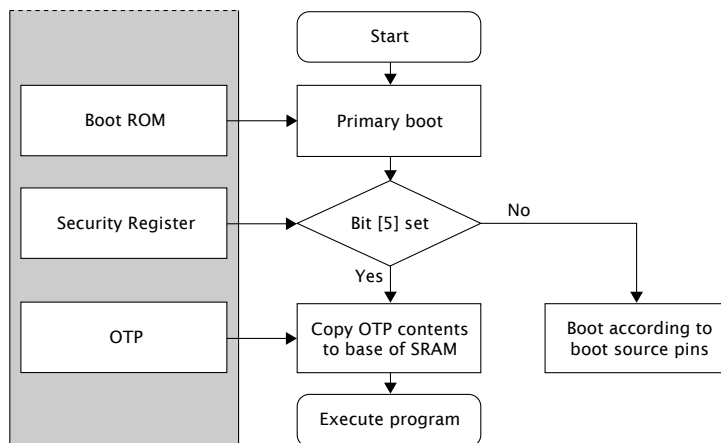 Start
Boot ROM
Primary boot
Security Register
Bit [5] set
No
Yes
OTP
Copy OTP contents
to base of SRAM
Boot according to
boot source pins
Execute program